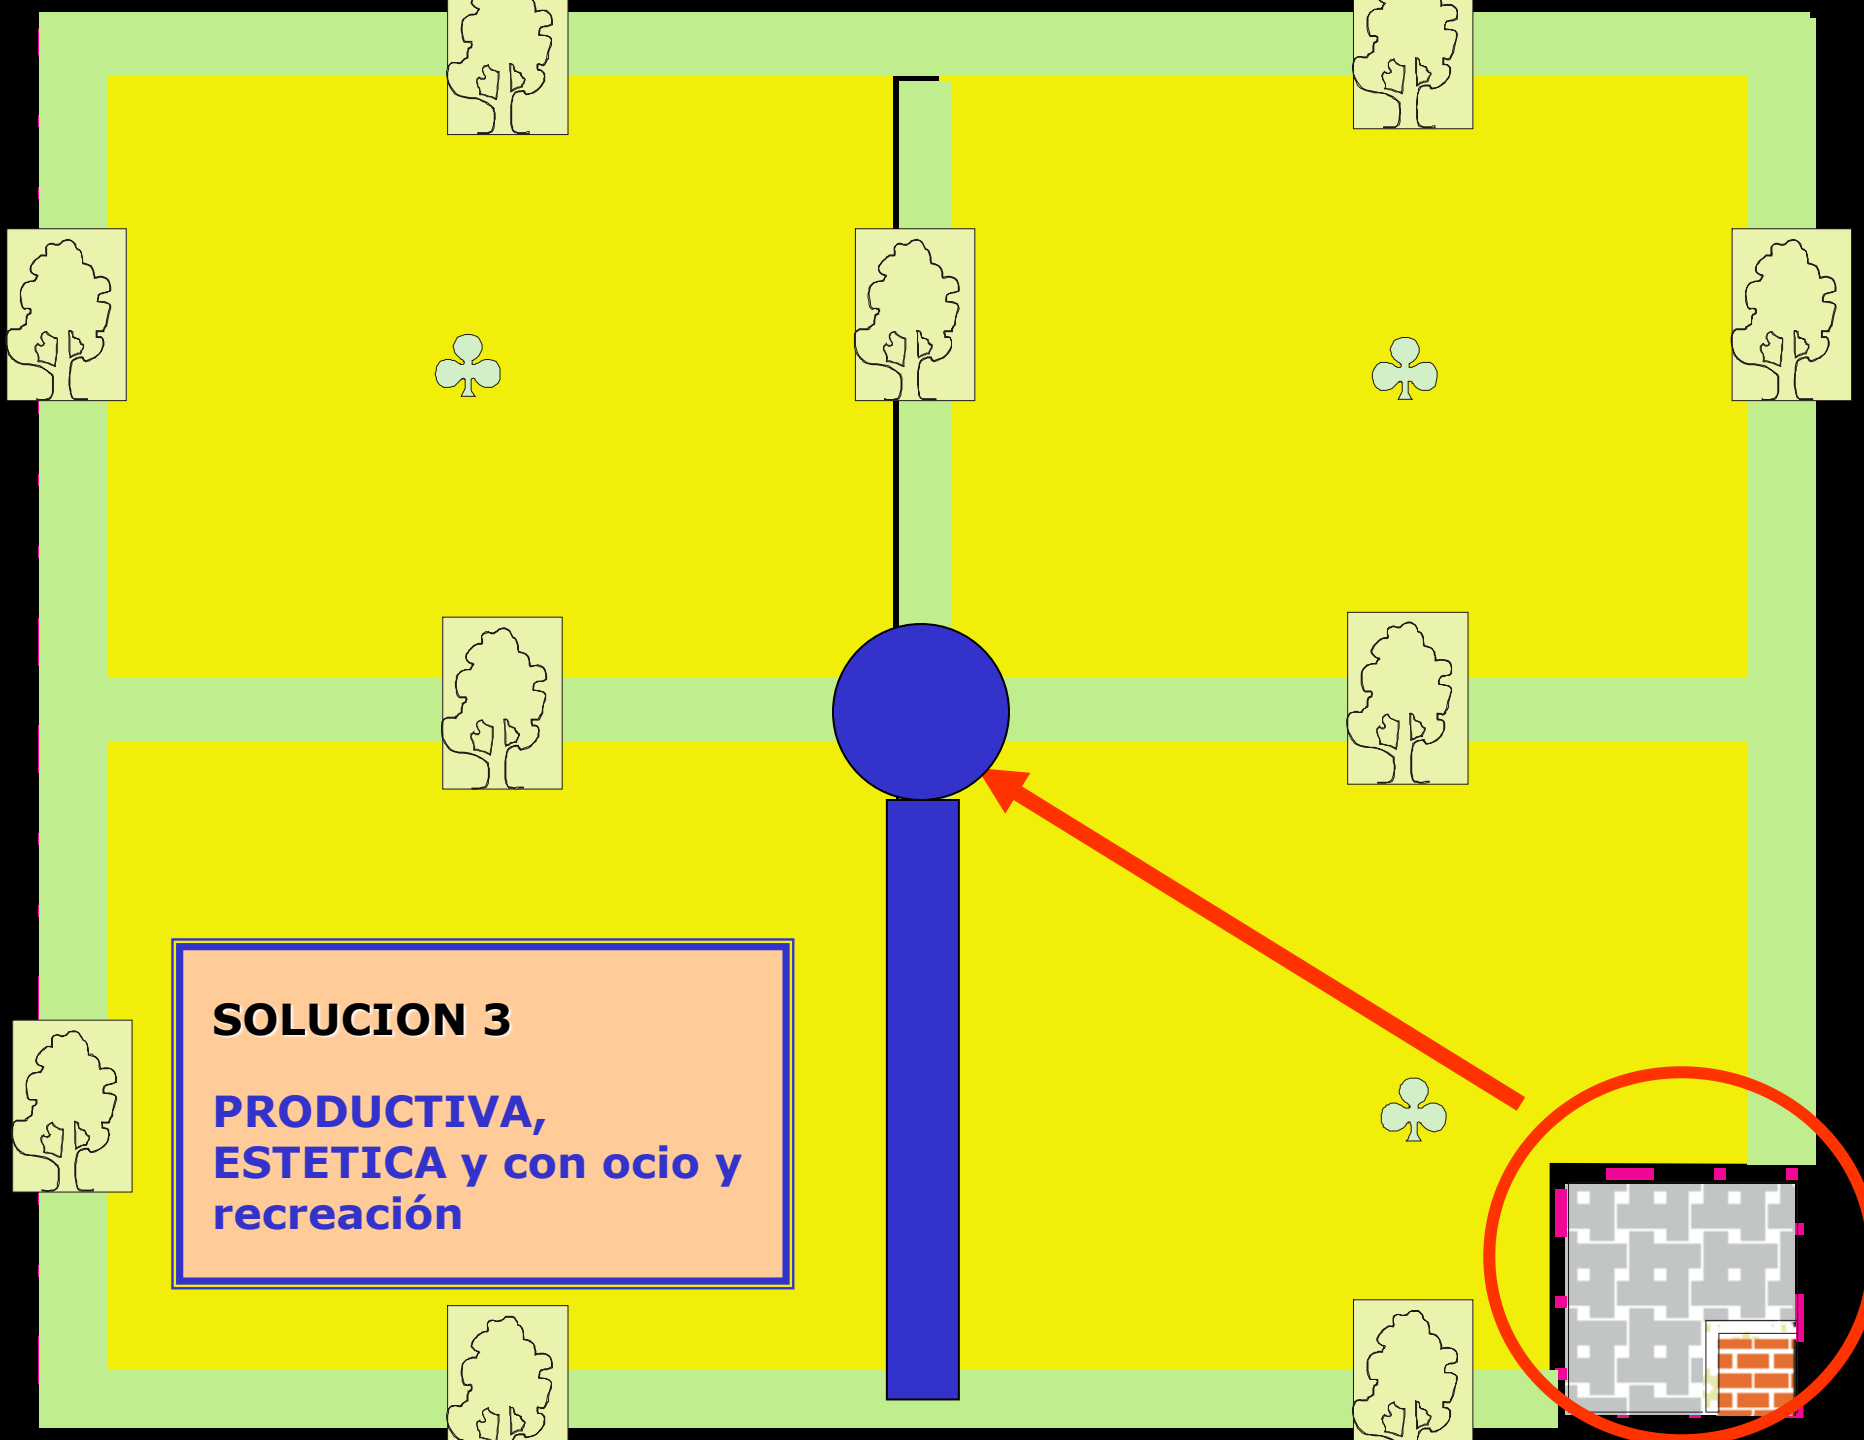 SOLUCION 3
PRODUCTIVA,
ESTETICA y con ocio y
recreación